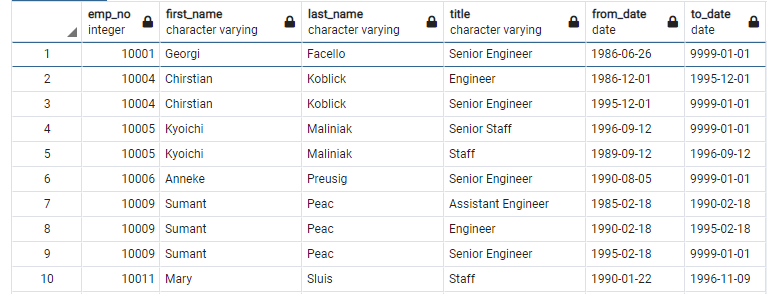 emp_no first_name last_name title from_date to_date
integer character varying character varying character varying date date
1 10001 Georgi Facello Senior Engineer 1986-06-26 9999-01-01
2 10004 Chirstian Koblick Engineer 1986-12-01 1995-12-01
3 10004 Chirstian Koblick Senior Engineer 1995-12-01 9999-01-01
4 10005 Kyoichi Maliniak Senior Staff 1996-09-12 9999-01-01
5 10005 Kyoichi Maliniak Staff 1989-09-12 1996-09-12
6 10006 Anneke Preusig Senior Engineer 1990-08-05 9999-01-01
7 10009 Sumant Peac Assistant Engineer 1985-02-18 1990-02-18
8 10009 Sumant Peac Engineer 1990-02-18 1995-02-18
9 10009 Sumant Peac Senior Engineer 1995-02-18 9999-01-01
10 10011 Mary Sluis Staff 1990-01-22 1996-11-09